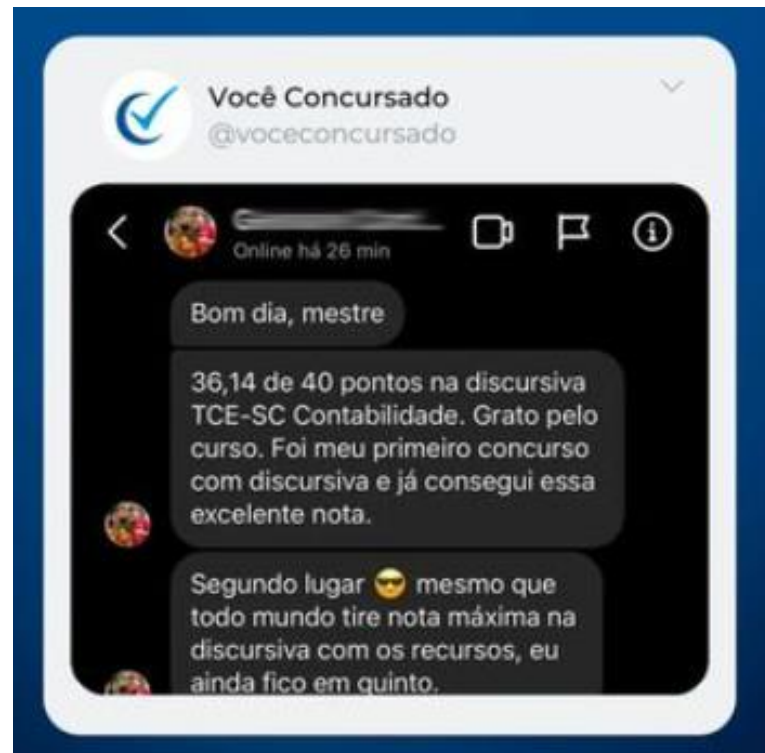 Você Concursado
@voceconcursado
Online há 26 min
Bom dia, mestre
36,14 de 40 pontos na discursiva
TCE-SC Contabilidade. Grato pelo
curso. Foi meu primeiro concurso
com discursiva e já consegui essa
excelente nota.
Segundo lugar 😎 mesmo que
todo mundo tire nota máxima na
discursiva com os recursos, eu
ainda fico em quinto.